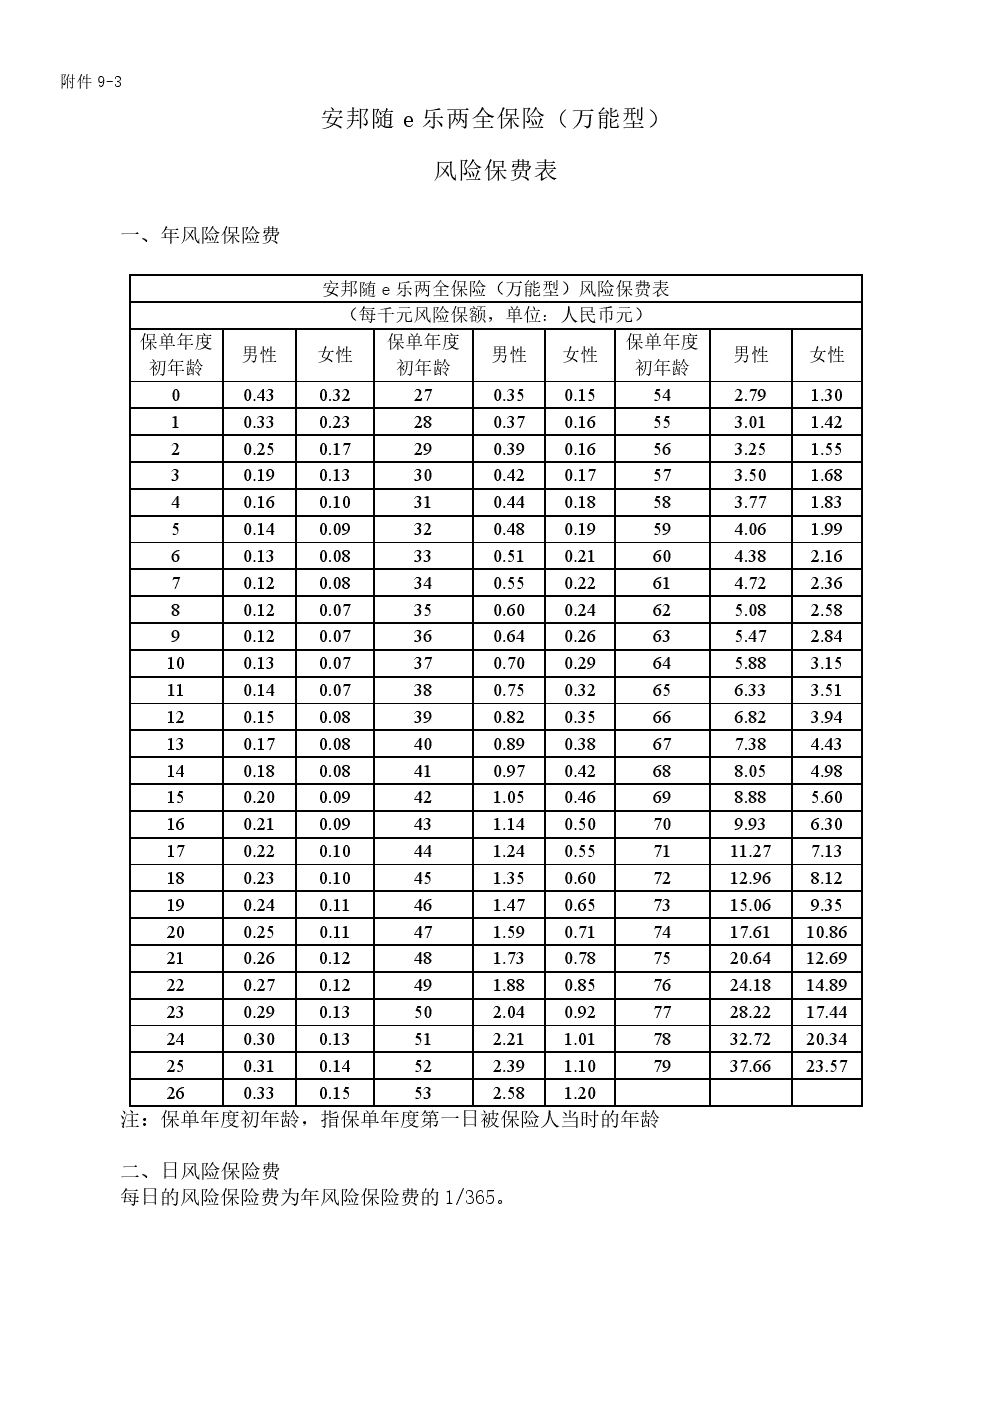 附件 9-3
安邦随 e 乐两全保险（万能型）
风险保费表
一、年风险保险费
安邦随 e 乐两全保险（万能型）风险保费表
（每千元风险保额，单位：人民币元）
保单年度初年龄 男性 女性 保单年度初年龄 男性 女性 保单年度初年龄 男性 女性
0 0.43 0.32 27 0.35 0.15 54 2.79 1.30
1 0.33 0.23 28 0.37 0.16 55 3.01 1.42
2 0.25 0.17 29 0.39 0.16 56 3.25 1.55
3 0.19 0.13 30 0.42 0.17 57 3.50 1.68
4 0.16 0.10 31 0.44 0.18 58 3.77 1.83
5 0.14 0.09 32 0.48 0.19 59 4.06 1.99
6 0.13 0.08 33 0.51 0.21 60 4.38 2.16
7 0.12 0.08 34 0.55 0.22 61 4.72 2.36
8 0.12 0.07 35 0.60 0.24 62 5.08 2.58
9 0.12 0.07 36 0.64 0.26 63 5.47 2.84
10 0.13 0.07 37 0.70 0.29 64 5.88 3.15
11 0.14 0.07 38 0.75 0.32 65 6.33 3.51
12 0.15 0.08 39 0.82 0.35 66 6.82 3.94
13 0.17 0.08 40 0.89 0.38 67 7.38 4.43
14 0.18 0.08 41 0.97 0.42 68 8.05 4.98
15 0.20 0.09 42 1.05 0.46 69 8.88 5.60
16 0.21 0.09 43 1.14 0.50 70 9.93 6.30
17 0.22 0.10 44 1.24 0.55 71 11.27 7.13
18 0.23 0.10 45 1.35 0.60 72 12.96 8.12
19 0.24 0.11 46 1.47 0.65 73 15.06 9.35
20 0.25 0.11 47 1.59 0.71 74 17.61 10.86
21 0.26 0.12 48 1.73 0.78 75 20.64 12.69
22 0.27 0.12 49 1.88 0.85 76 24.18 14.89
23 0.29 0.13 50 2.04 0.92 77 28.22 17.44
24 0.30 0.13 51 2.21 1.01 78 32.72 20.34
25 0.31 0.14 52 2.39 1.10 79 37.66 23.57
26 0.33 0.15 53 2.58 1.20
注：保单年度初年龄，指保单年度第一日被保险人当时的年龄
二、日风险保险费
每日的风险保险费为年风险保险费的 1/365。